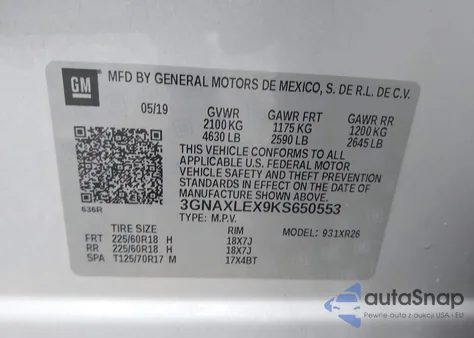 GM MFD BY GENERAL MOTORS DE MEXICO, S. DE R.L. DE C.V.
05/19 GVWR GAWR FRT GAWR RR
2100 KG 1175 KG 1200 KG
4630 LB 2590 LB 2645 LB
THIS VEHICLE CONFORMS TO ALL
APPLICABLE U.S. FEDERAL MOTOR
VEHICLE SAFETY AND THEFT PREVENTION
STANDARDS IN EFFECT ON THE DATE OF
MANUFACTURE SHOWN ABOVE.
3GNAXLEX9KS650553
636R TYPE: M.P.V.
TIRE SIZE RIM MODEL: 931XR26
FRT 225/60R18 H 18X7J
RR 225/60R18 H 18X7J
SPA T125/70R17 M 17X4BT
autoSnap
Pewne auta z USA - EU